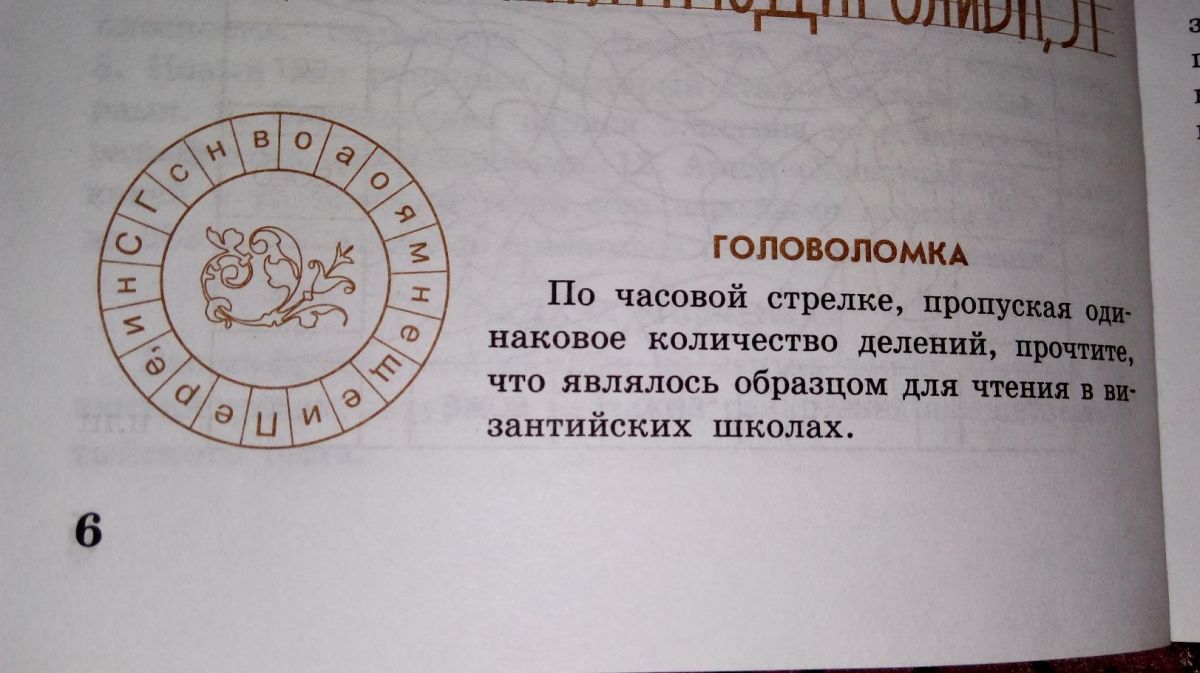 в о а о я м н е щ а е и П е р е, и н С Г с н
ГОЛОВОЛОМКА
По часовой стрелке, пропуская оди-
наковое количество делений, прочтите,
что являлось образцом для чтения в ви-
зантийских школах.
6